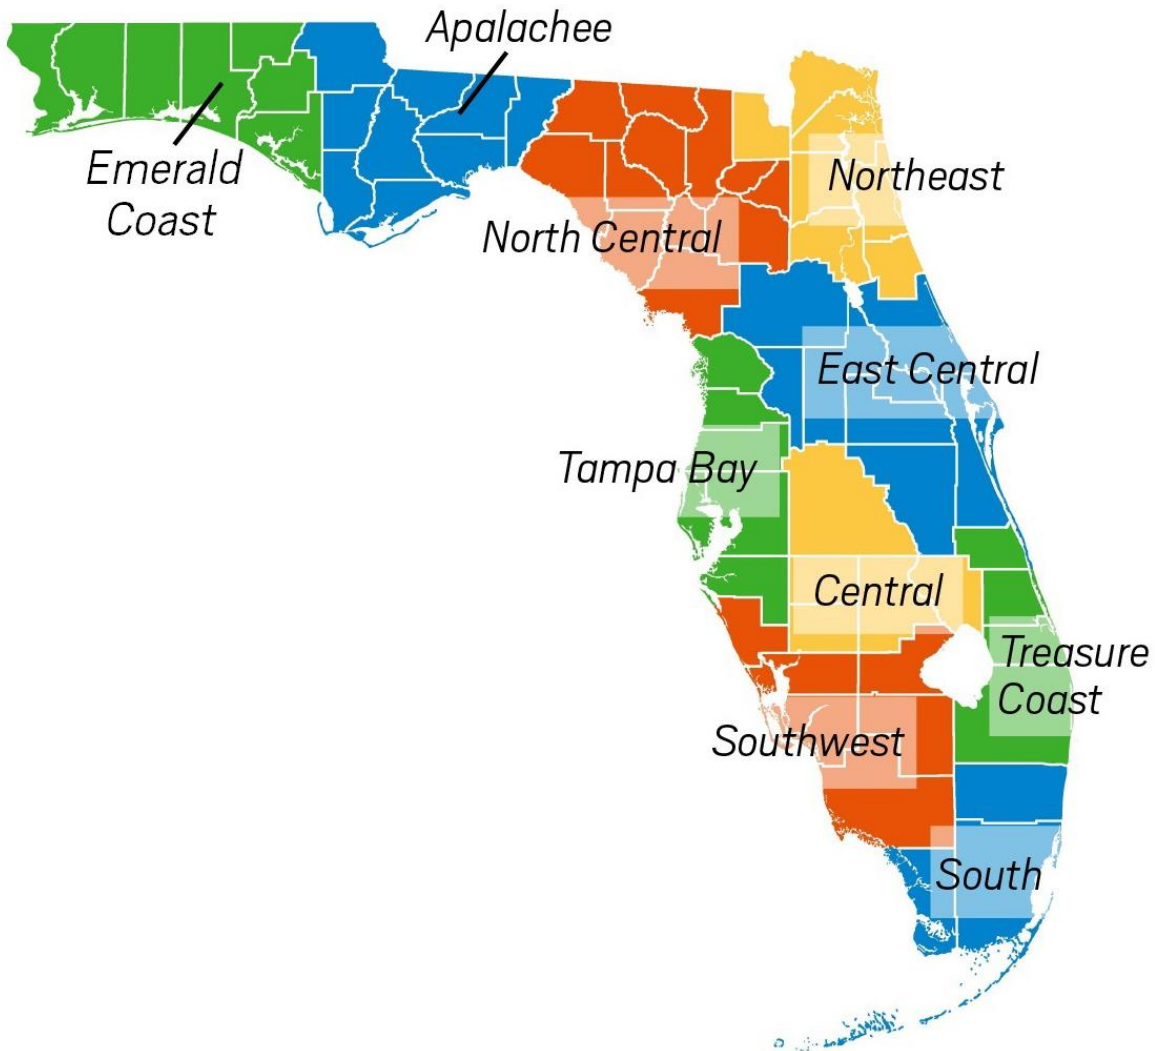 Apalachee
Emerald
Coast
Northeast
North Central
East Central
Tampa Bay
Central
Treasure
Coast
Southwest
South